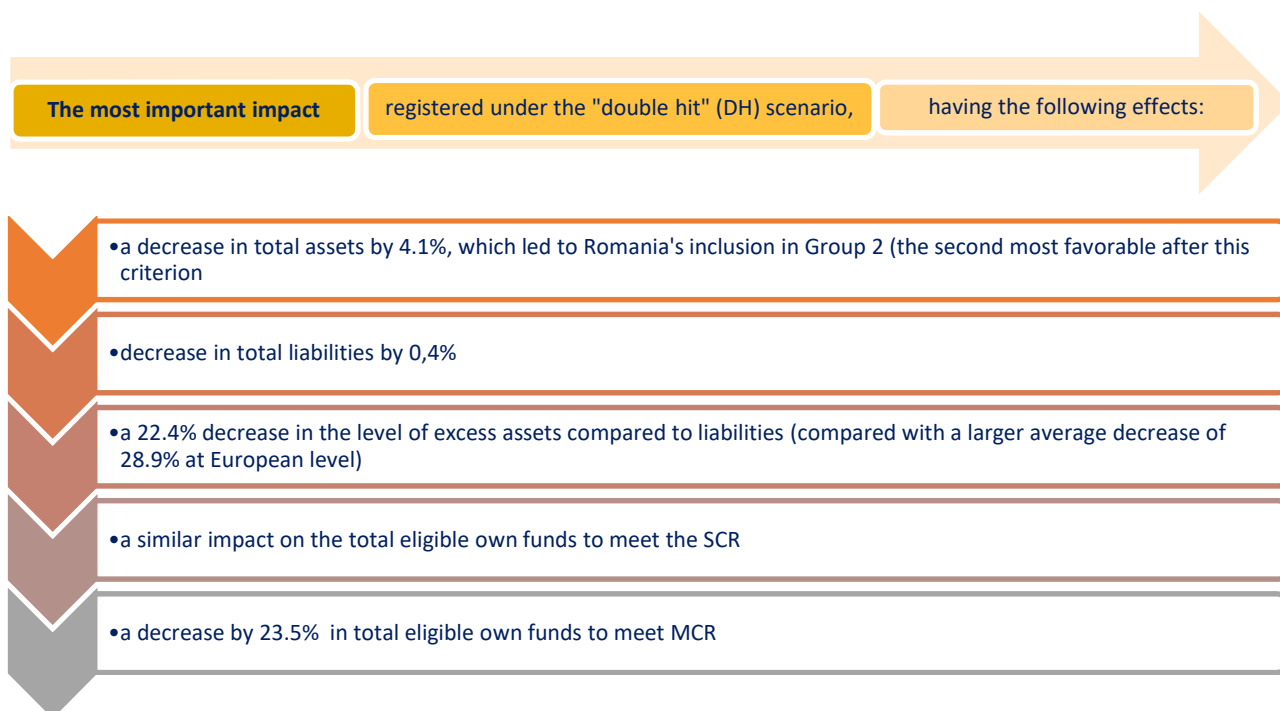 The most important impact
registered under the "double hit" (DH) scenario,
having the following effects:
•a decrease in total assets by 4.1%, which led to Romania's inclusion in Group 2 (the second most favorable after this
criterion
•decrease in total liabilities by 0,4%
•a 22.4% decrease in the level of excess assets compared to liabilities (compared with a larger average decrease of
28.9% at European level)
•a similar impact on the total eligible own funds to meet the SCR
•a decrease by 23.5% in total eligible own funds to meet MCR